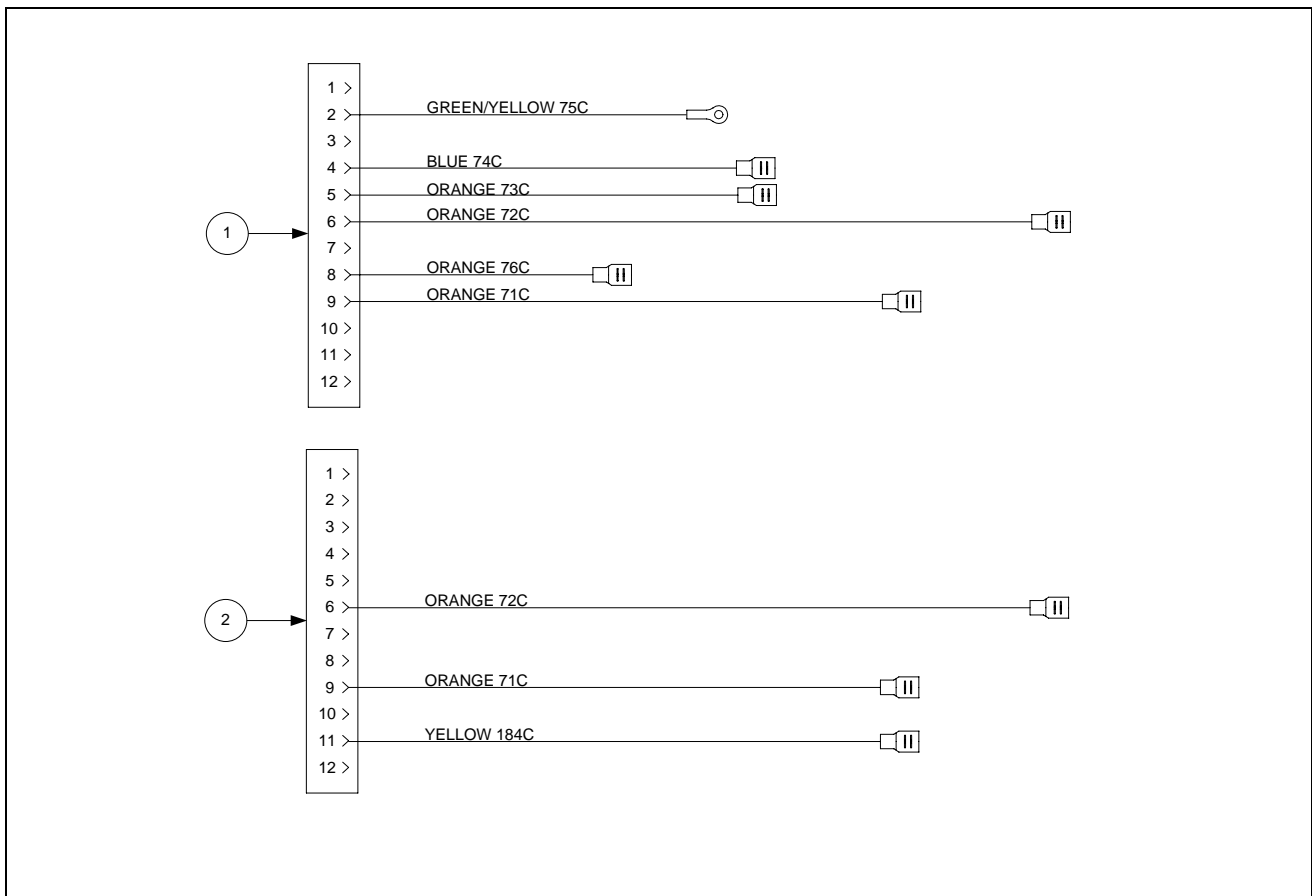 1
2 GREEN/YELLOW 75C
3
4 BLUE 74C
5 ORANGE 73C
6 ORANGE 72C
1
7
8 ORANGE 76C
9 ORANGE 71C
10
11
12
1
2
3
4
5
6 ORANGE 72C
2
7
8
9 ORANGE 71C
10
11 YELLOW 184C
12